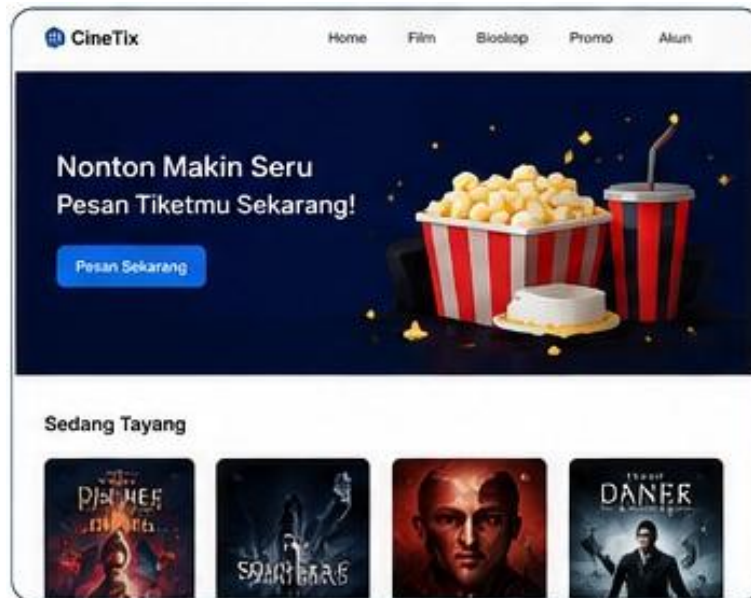 CineTix
Home Film Bioskop Promo Akun
Nonton Makin Seru
Pesan Tiketmu Sekarang!
Pesan Sekarang
Sedang Tayang
DANER